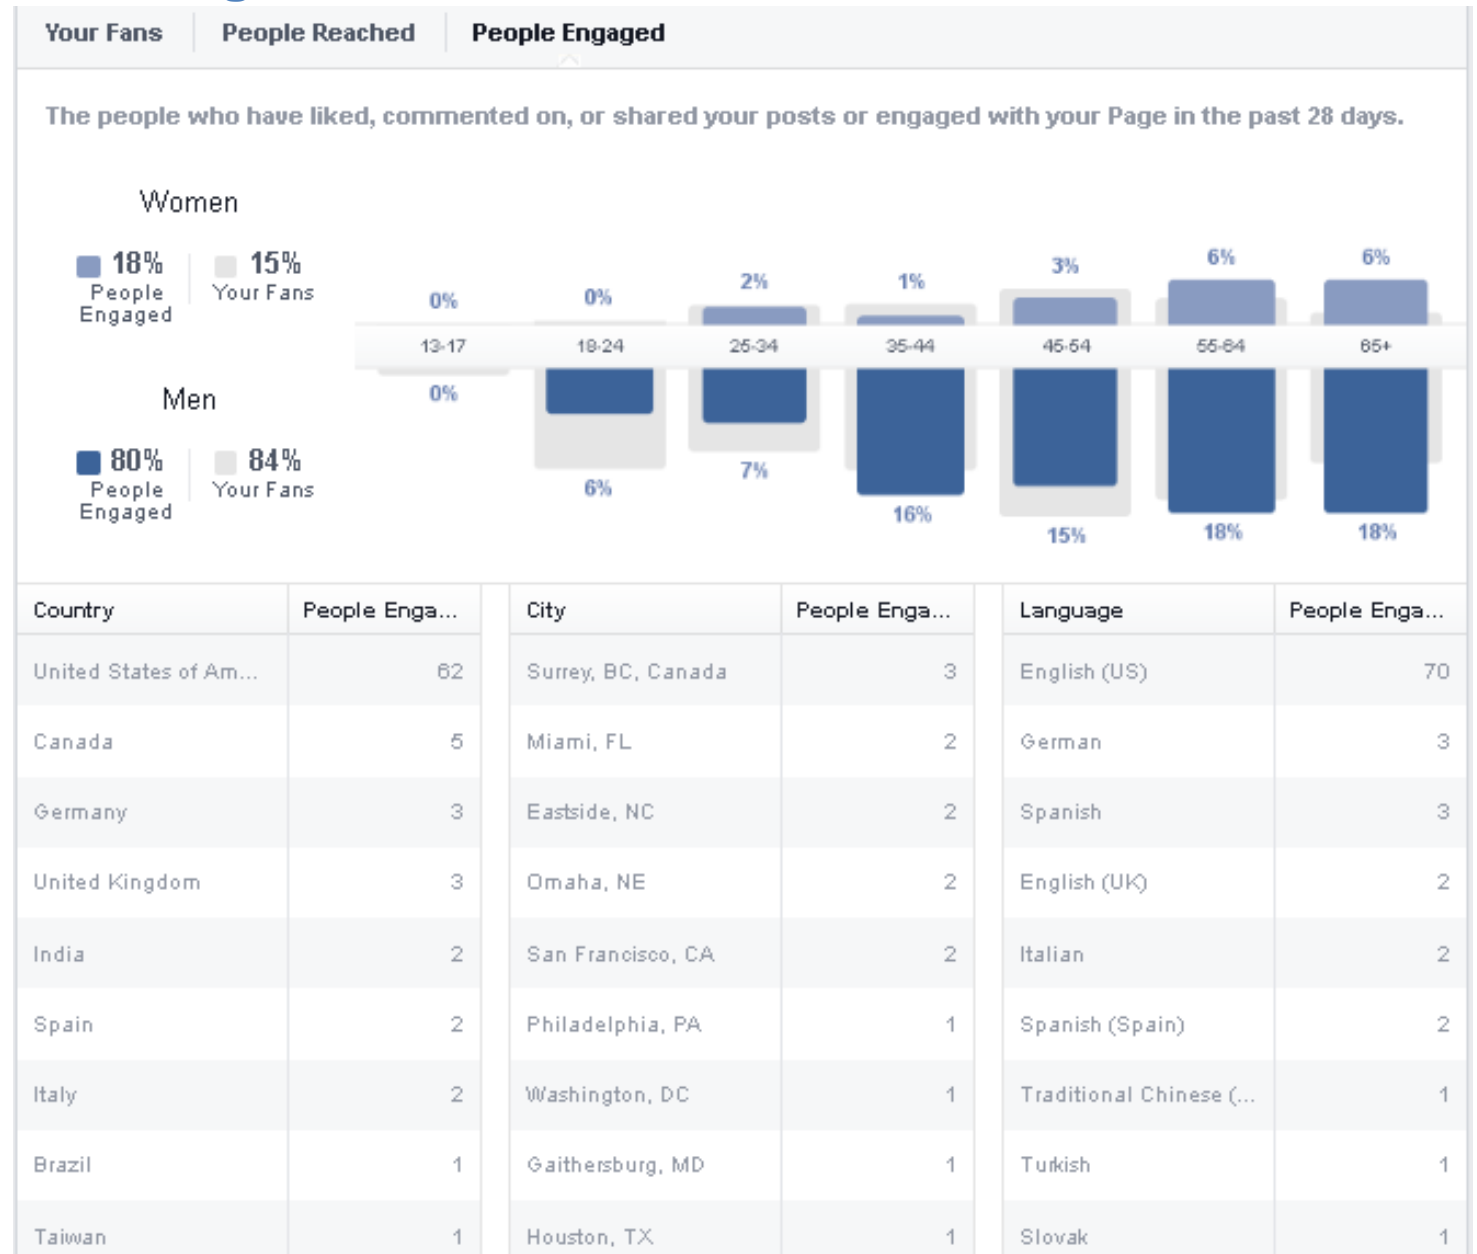 Your Fans People Reached People Engaged
The people who have liked, commented on, or shared your posts or engaged with your Page in the past 28 days.
Women
18% 15%
People Engaged Your Fans
0% 0% 2% 1% 3% 6% 6%
13-17 18-24 25-34 35-44 45-54 55-64 65+
Men
80% 84%
People Engaged Your Fans
0% 6% 7% 16% 15% 18% 18%
Country People Enga... City People Enga... Language People Enga...
United States of Am... 62 Surrey, BC, Canada 3 English (US) 70
Canada 5 Miami, FL 2 German 3
Germany 3 Eastside, NC 2 Spanish 3
United Kingdom 3 Omaha, NE 2 English (UK) 2
India 2 San Francisco, CA 2 Italian 2
Spain 2 Philadelphia, PA 1 Spanish (Spain) 2
Italy 2 Washington, DC 1 Traditional Chinese (... 1
Brazil 1 Gaithersburg, MD 1 Turkish 1
Taiwan 1 Houston, TX 1 Slovak 1